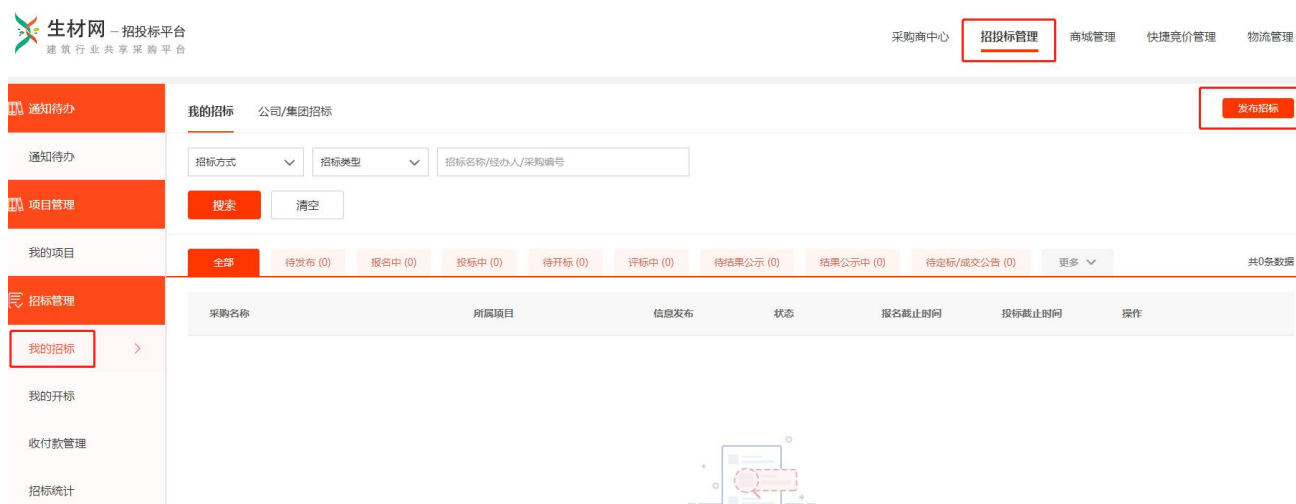 生材网 – 招投标平台
建筑行业共享采购平台
采购商中心 招投标管理 商城管理 快捷竞价管理 物流管理
通知待办
通知待办
项目管理
我的项目
招标管理
我的招标
我的开标
收付款管理
招标统计
我的招标 公司/集团招标 发布招标
招标方式 招标类型 招标名称/经办人/采购编号
搜索 清空
全部 待发布 (0) 报名中 (0) 投标中 (0) 待开标 (0) 评标中 (0) 待结果公示 (0) 结果公示中 (0) 待定标/成交公告 (0) 更多 共0条数据
采购名称 所属项目 信息发布 状态 报名截止时间 投标截止时间 操作